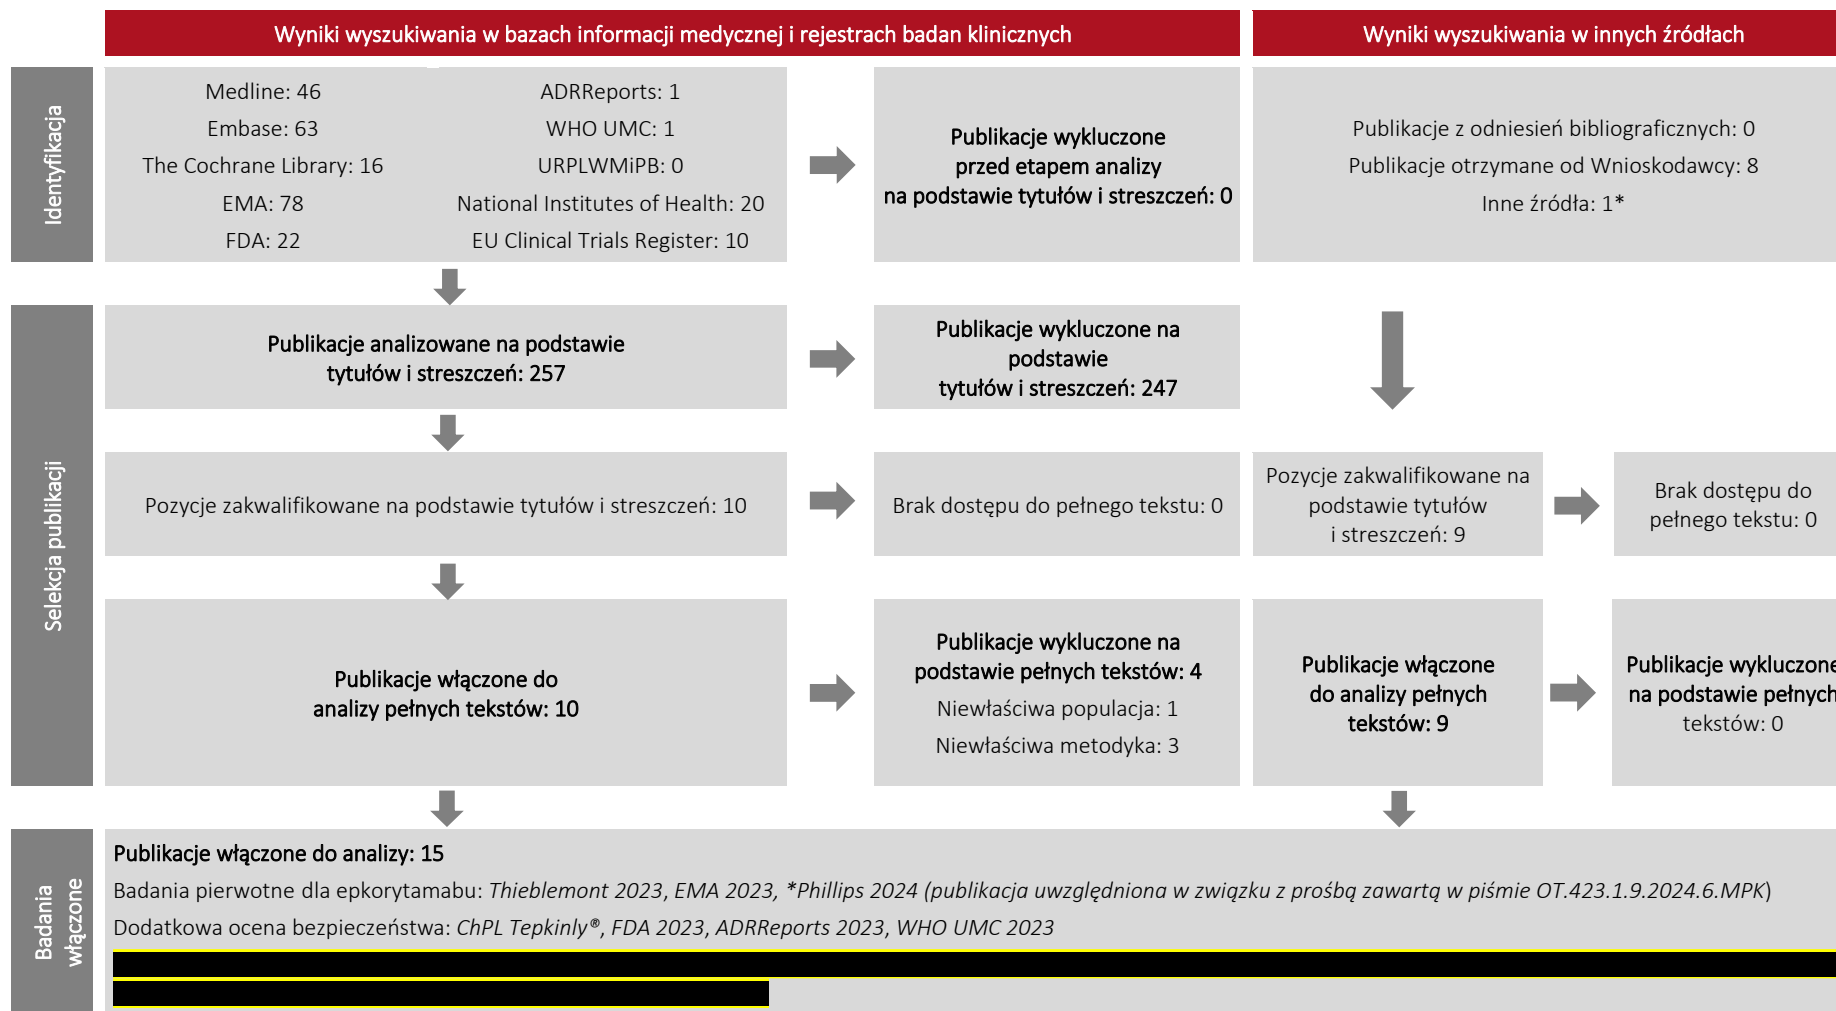 Wyniki wyszukiwania w bazach informacji medycznej i rejestrach badan klinicznych
Wyniki wyszukiwania w innych źródłach
Identyfikacja
Medline: 46
Embase: 63
The Cochrane Library: 16
EMA: 78
FDA: 22
ADRReports: 1
WHO UMC: 1
URPLWMiPB: 0
National Institutes of Health: 20
EU Clinical Trials Register: 10
Publikacje wykluczone
przed etapem analizy
na podstawie tytułów i streszczeń: 0
Publikacje z odniesień bibliograficznych: 0
Publikacje otrzymane od Wnioskodawcy: 8
Inne źródła: 1*
Selekcja publikacji
Publikacje analizowane na podstawie
tytułów i streszczeń: 257
Publikacje wykluczone na
podstawie
tytułów i streszczeń: 247
Pozycje zakwalifikowane na podstawie tytułów i streszczeń: 10
Brak dostępu do pełnego tekstu: 0
Pozycje zakwalifikowane na
podstawie tytułów
i streszczeń: 9
Brak dostępu do
pełnego tekstu: 0
Publikacje włączone do
analizy pełnych tekstów: 10
Publikacje wykluczone na
podstawie pełnych tekstów: 4
Niewłaściwa populacja: 1
Niewłaściwa metodyka: 3
Publikacje włączone
do analizy pełnych
tekstów: 9
Publikacje wykluczone
na podstawie pełnych
tekstów: 0
Badania
włączone
Publikacje włączone do analizy: 15
Badania pierwotne dla epkorytamabu: Thieblemont 2023, EMA 2023, *Phillips 2024 (publikacja uwzględniona w związku z prośbą zawartą w piśmie OT.423.1.9.2024.6.MPK)
Dodatkowa ocena bezpieczeństwa: ChPL Tepkinly®, FDA 2023, ADRReports 2023, WHO UMC 2023